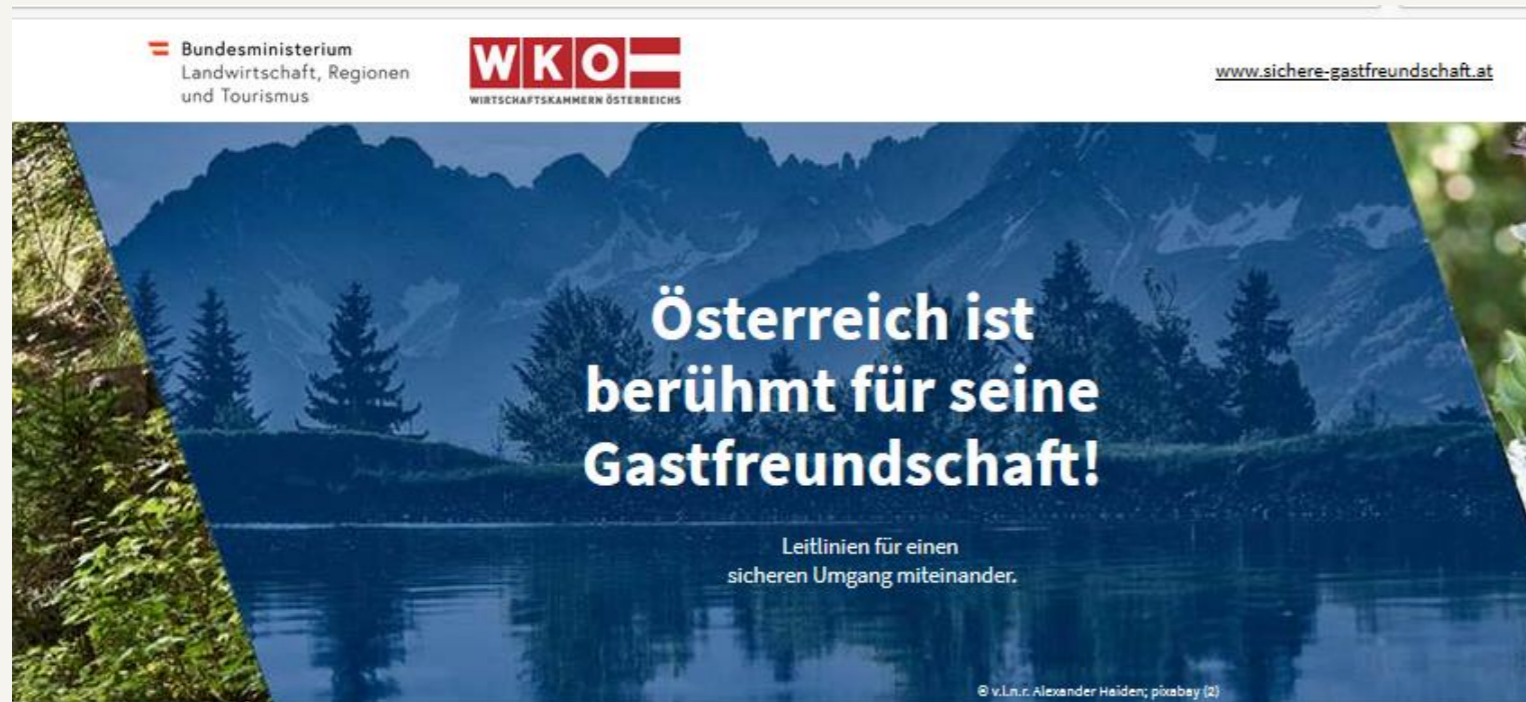 Bundesministerium
Landwirtschaft, Regionen
und Tourismus
WKO
WIRTSCHAFTSKAMMERN ÖSTERREICHS
www.sichere-gastfreundschaft.at
Österreich ist
berühmt für seine
Gastfreundschaft!
Leitlinien für einen
sicheren Umgang miteinander.
© v.l.n.r. Alexander Haiden; pixabay (2)